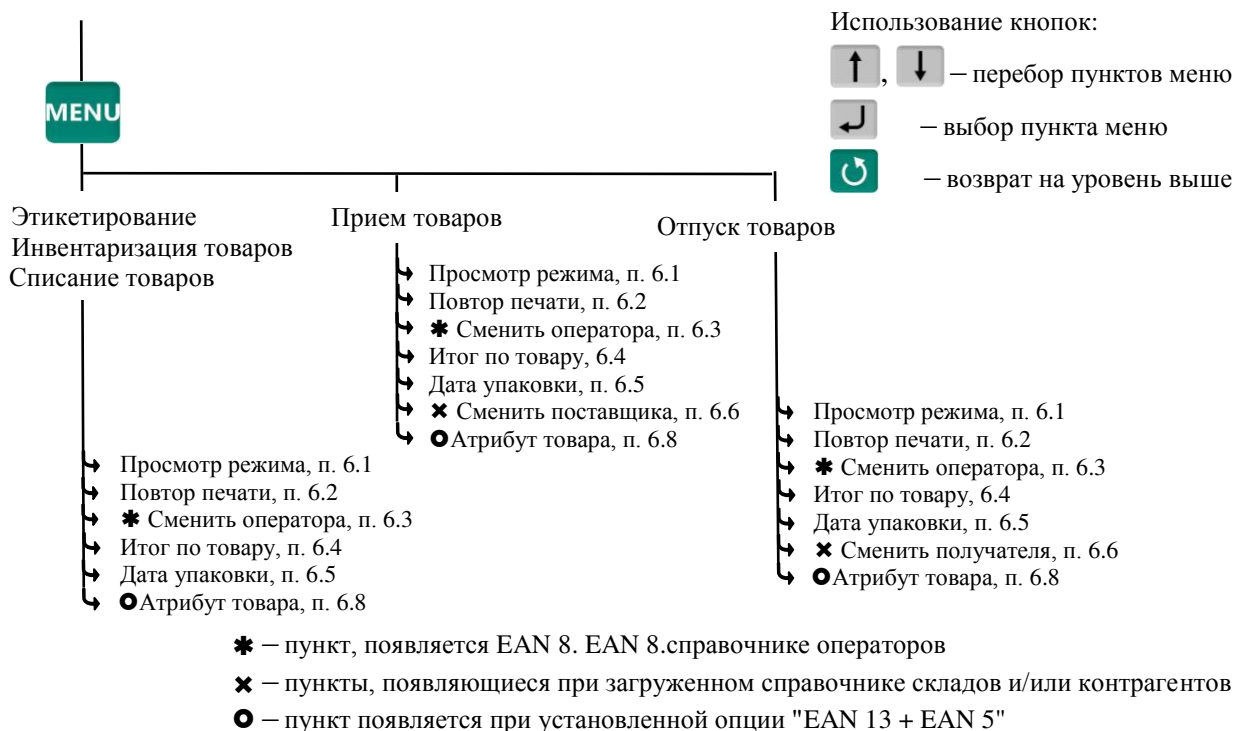 Использование кнопок:
↑, ↓ – перебор пунктов меню
– выбор пункта меню
– возврат на уровень выше
MENU
Этикетирование
Инвентаризация товаров
Списание товаров
Просмотр режима, п. 6.1
Повтор печати, п. 6.2
✱ Сменить оператора, п. 6.3
Итог по товару, п. 6.4
Дата упаковки, п. 6.5
Атрибут товара, п. 6.8
Прием товаров
Просмотр режима, п. 6.1
Повтор печати, п. 6.2
✱ Сменить оператора, п. 6.3
Итог по товару, 6.4
Дата упаковки, п. 6.5
✖ Сменить поставщика, п. 6.6
Атрибут товара, п. 6.8
Отпуск товаров
Просмотр режима, п. 6.1
Повтор печати, п. 6.2
✱ Сменить оператора, п. 6.3
Итог по товару, 6.4
Дата упаковки, п. 6.5
✖ Сменить получателя, п. 6.6
Атрибут товара, п. 6.8
✱ – пункт, появляется EAN 8. EAN 8.справочнике операторов
✖ – пункты, появляющиеся при загруженном справочнике складов и/или контрагентов
– пункт появляется при установленной опции "EAN 13 + EAN 5"